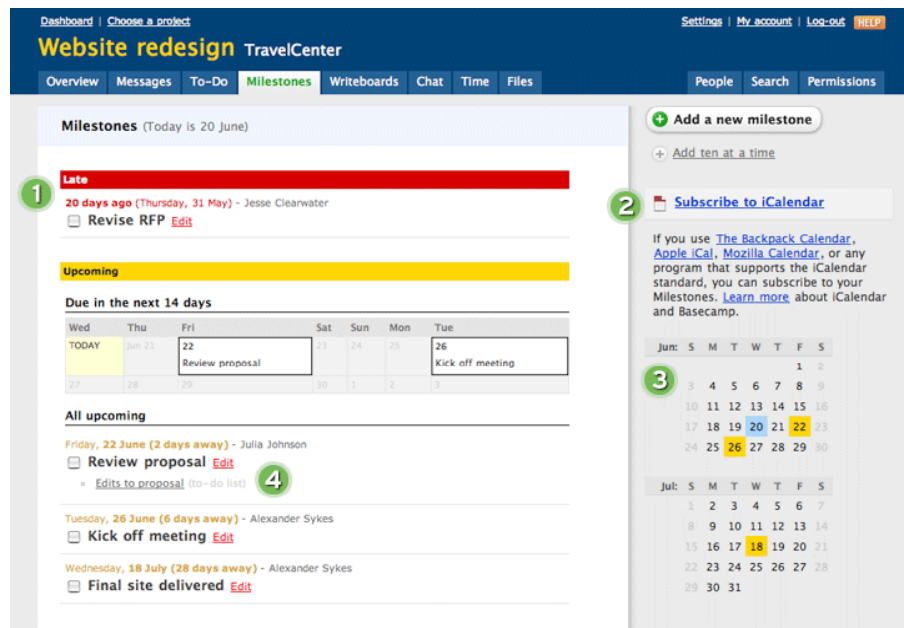 Dashboard | Choose a project
Settings | My account | Log-out HELP
Website redesign TravelCenter
Overview Messages To-Do Milestones Writeboards Chat Time Files
People Search Permissions
Milestones (Today is 20 June)
Late
1
20 days ago (Thursday, 31 May) - Jesse Clearwater
Revise RFP Edit
Upcoming
Due in the next 14 days
Wed Thu Fri Sat Sun Mon Tue
TODAY Jun 21 22 23 24 25 26
Review proposal Kick off meeting
27 28 29 30 1 2 3
All upcoming
Friday, 22 June (2 days away) - Julia Johnson
Review proposal Edit
Edits to proposal (to-do list) 4
Tuesday, 26 June (6 days away) - Alexander Sykes
Kick off meeting Edit
Wednesday, 18 July (28 days away) - Alexander Sykes
Final site delivered Edit
Add a new milestone
Add ten at a time
2
Subscribe to iCalendar
If you use The Backpack Calendar,
Apple iCal, Mozilla Calendar, or any
program that supports the iCalendar
standard, you can subscribe to your
Milestones. Learn more about iCalendar
and Basecamp.
3
Jun: S M T W T F S
1 2
3 4 5 6 7 8 9
10 11 12 13 14 15 16
17 18 19 20 21 22 23
24 25 26 27 28 29 30
Jul: S M T W T F S
1 2 3 4 5 6 7
8 9 10 11 12 13 14
15 16 17 18 19 20 21
22 23 24 25 26 27 28
29 30 31